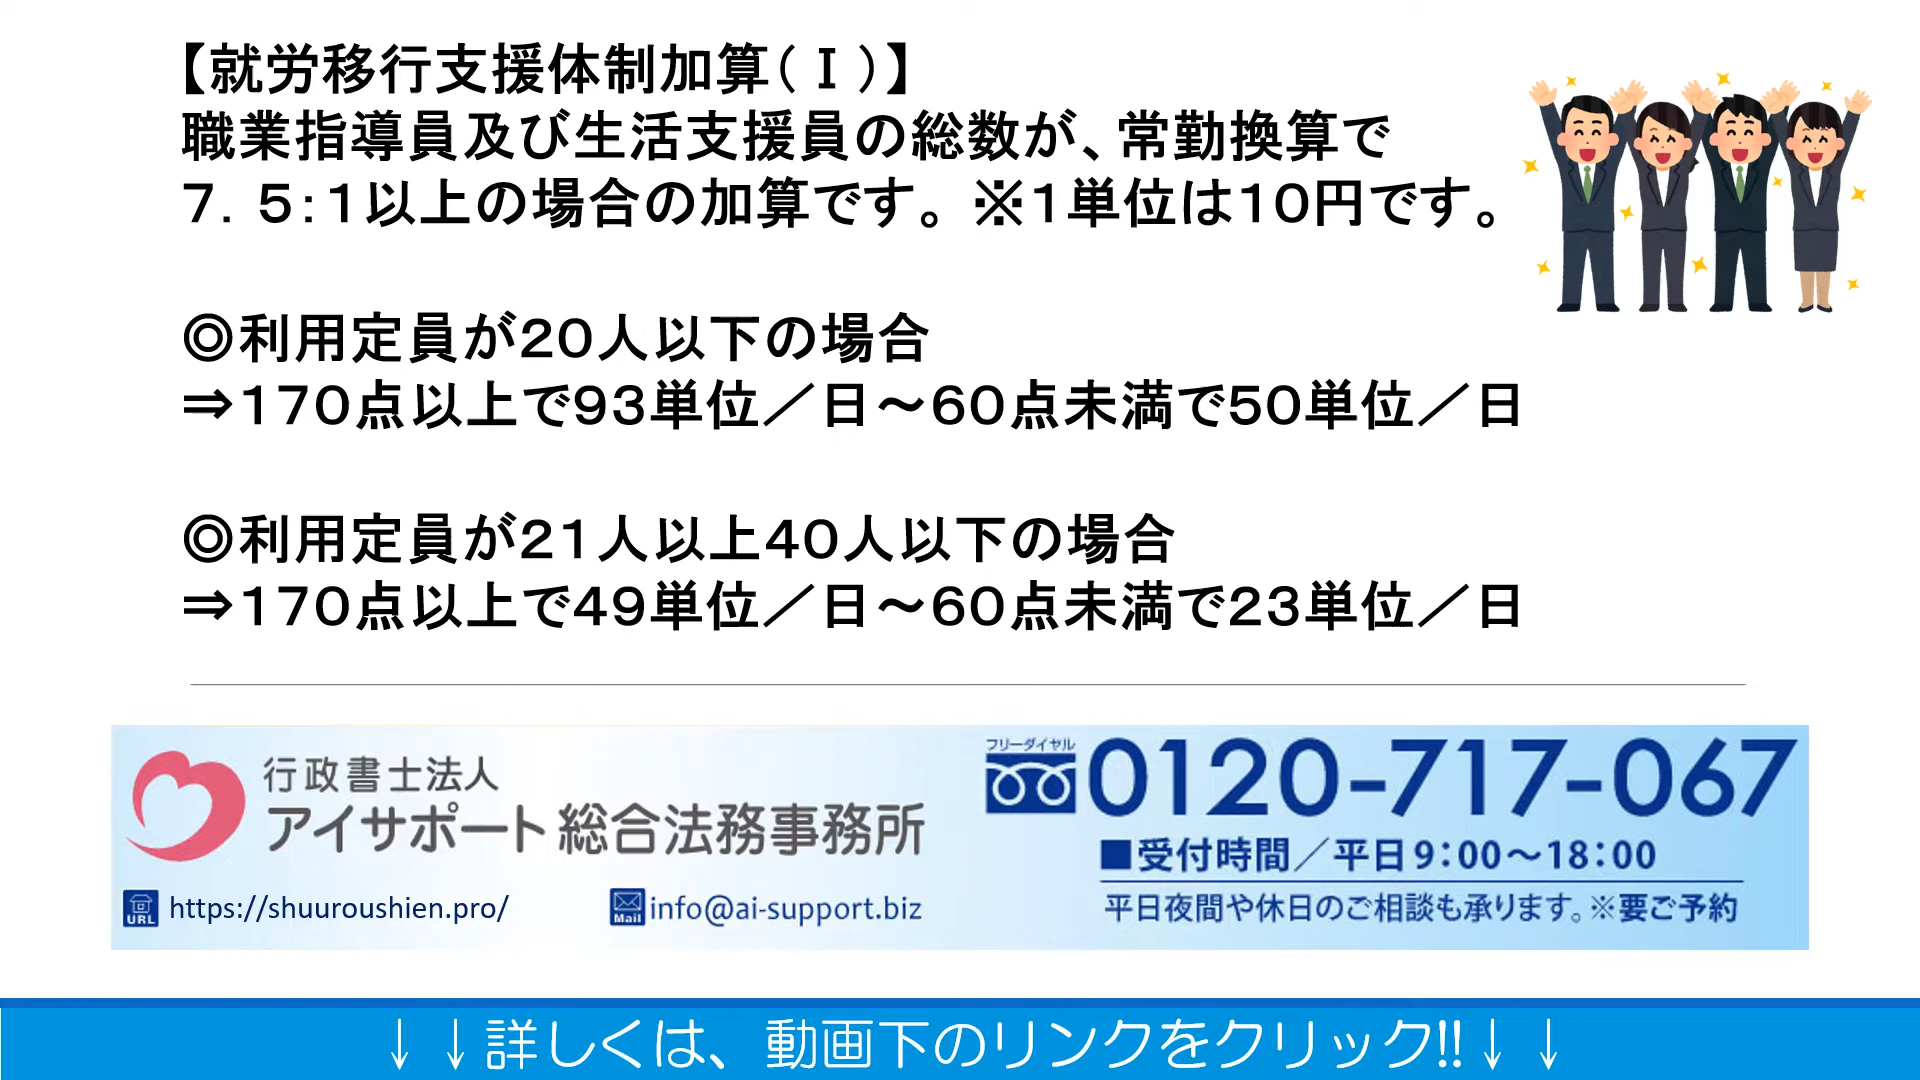 【就労移行支援体制加算(Ⅰ)】
職業指導員及び生活支援員の総数が、常勤換算で
7．5：1以上の場合の加算です。※1単位は10円です。
◎利用定員が20人以下の場合
⇒170点以上で93単位／日～60点未満で50単位／日
◎利用定員が21人以上40人以下の場合
⇒170点以上で49単位／日～60点未満で23単位／日
行政書士法人
アイサポート総合法務事務所
URL https://shuuroushien.pro/
Mail info@ai-support.biz
フリーダイヤル
0120-717-067
■受付時間／平日9：00～18：00
平日夜間や休日のご相談も承ります。※要ご予約
↓↓詳しくは、動画下のリンクをクリック!!↓↓